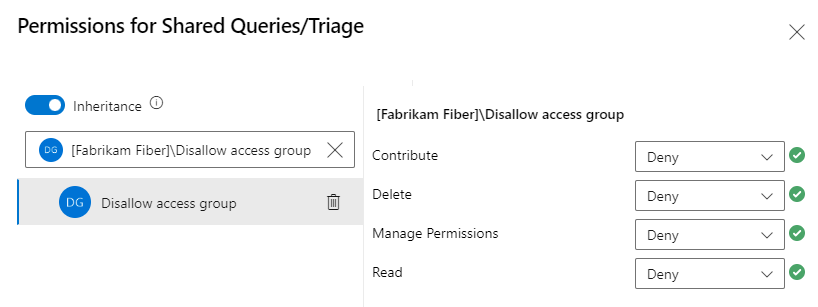 Permissions for Shared Queries/Triage
Inheritance
DG [Fabrikam Fiber]\Disallow access group
DG Disallow access group
[Fabrikam Fiber]\Disallow access group
Contribute Deny
Delete Deny
Manage Permissions Deny
Read Deny